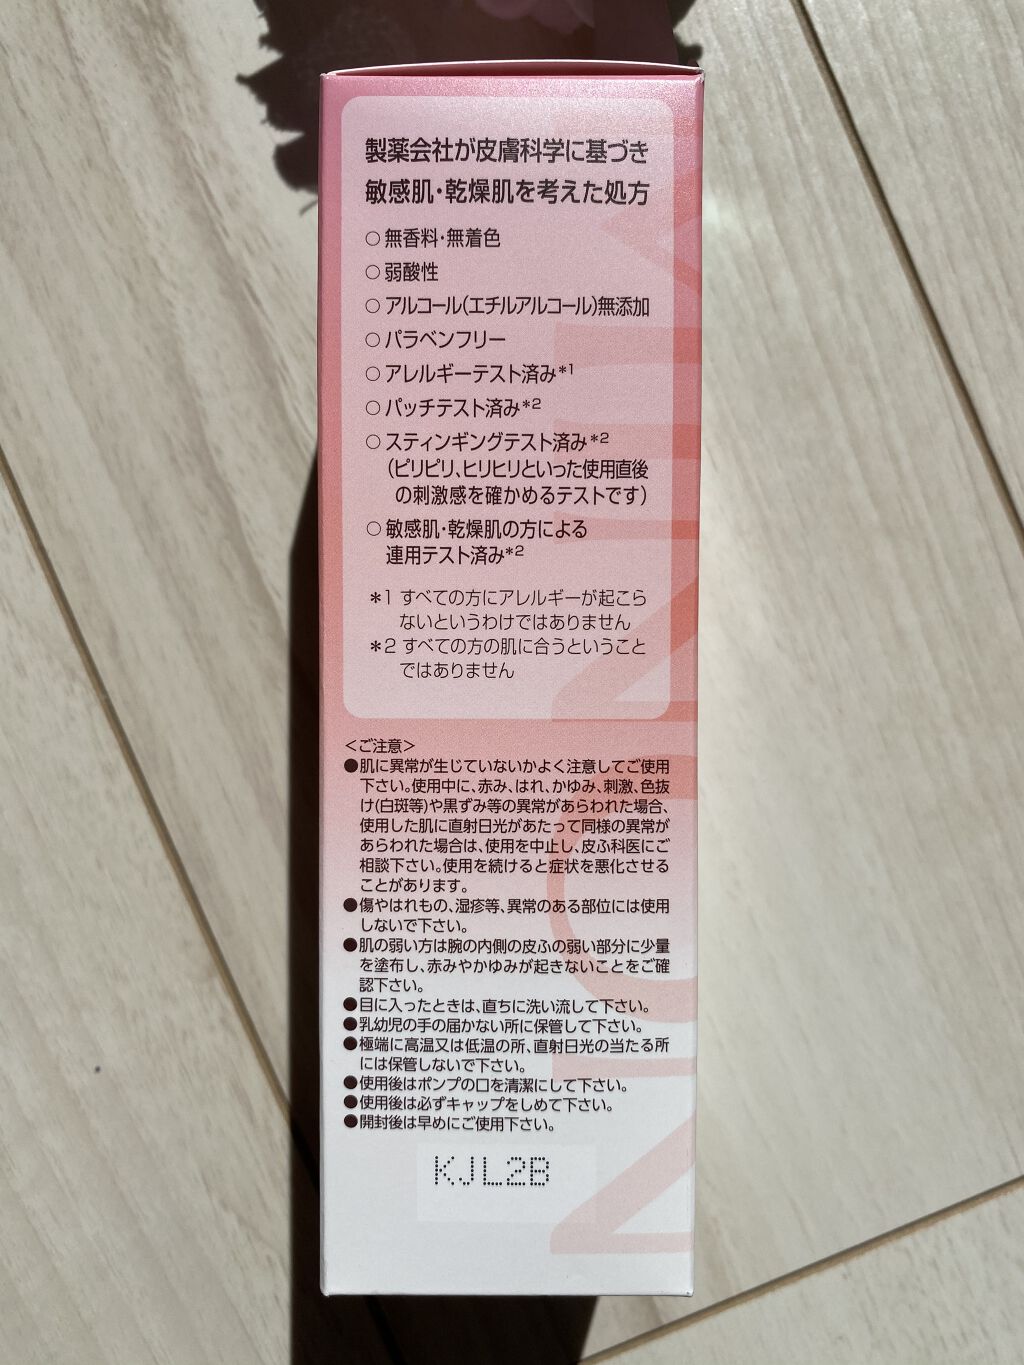 製薬会社が皮膚科学に基づき
敏感肌・乾燥肌を考えた処方
○無香料・無着色
○弱酸性
○アルコール(エチルアルコール)無添加
○パラベンフリー
○アレルギーテスト済み*1
○パッチテスト済み*2
○スティンギングテスト済み*2
(ピリピリ、ヒリヒリといった使用直後
の刺激感を確かめるテストです)
○敏感肌・乾燥肌の方による
連用テスト済み*2
*1 すべての方にアレルギーが起こら
ないというわけではありません
*2 すべての方の肌に合うということ
ではありません
<ご注意>
●肌に異常が生じていないかよく注意してご使用
下さい。使用中に、赤み、はれ、かゆみ、刺激、色抜
け(白斑等)や黒ずみ等の異常があらわれた場合、
使用した肌に直射日光があたって同様の異常が
あらわれた場合は、使用を中止し、皮ふ科医にご
相談下さい。使用を続けると症状を悪化させる
ことがあります。
●傷やはれもの、湿疹等、異常のある部位には使用
しないで下さい。
●肌の弱い方は腕の内側の皮ふの弱い部分に少量
を塗布し、赤みやかゆみが起きないことをご確
認下さい。
●目に入ったときは、直ちに洗い流して下さい。
●乳幼児の手の届かない所に保管して下さい。
●極端に高温又は低温の所、直射日光の当たる所
には保管しないで下さい。
●使用後はポンプの口を清潔にして下さい。
●使用後は必ずキャップをしめて下さい。
●開封後は早めにご使用下さい。
KJL2B